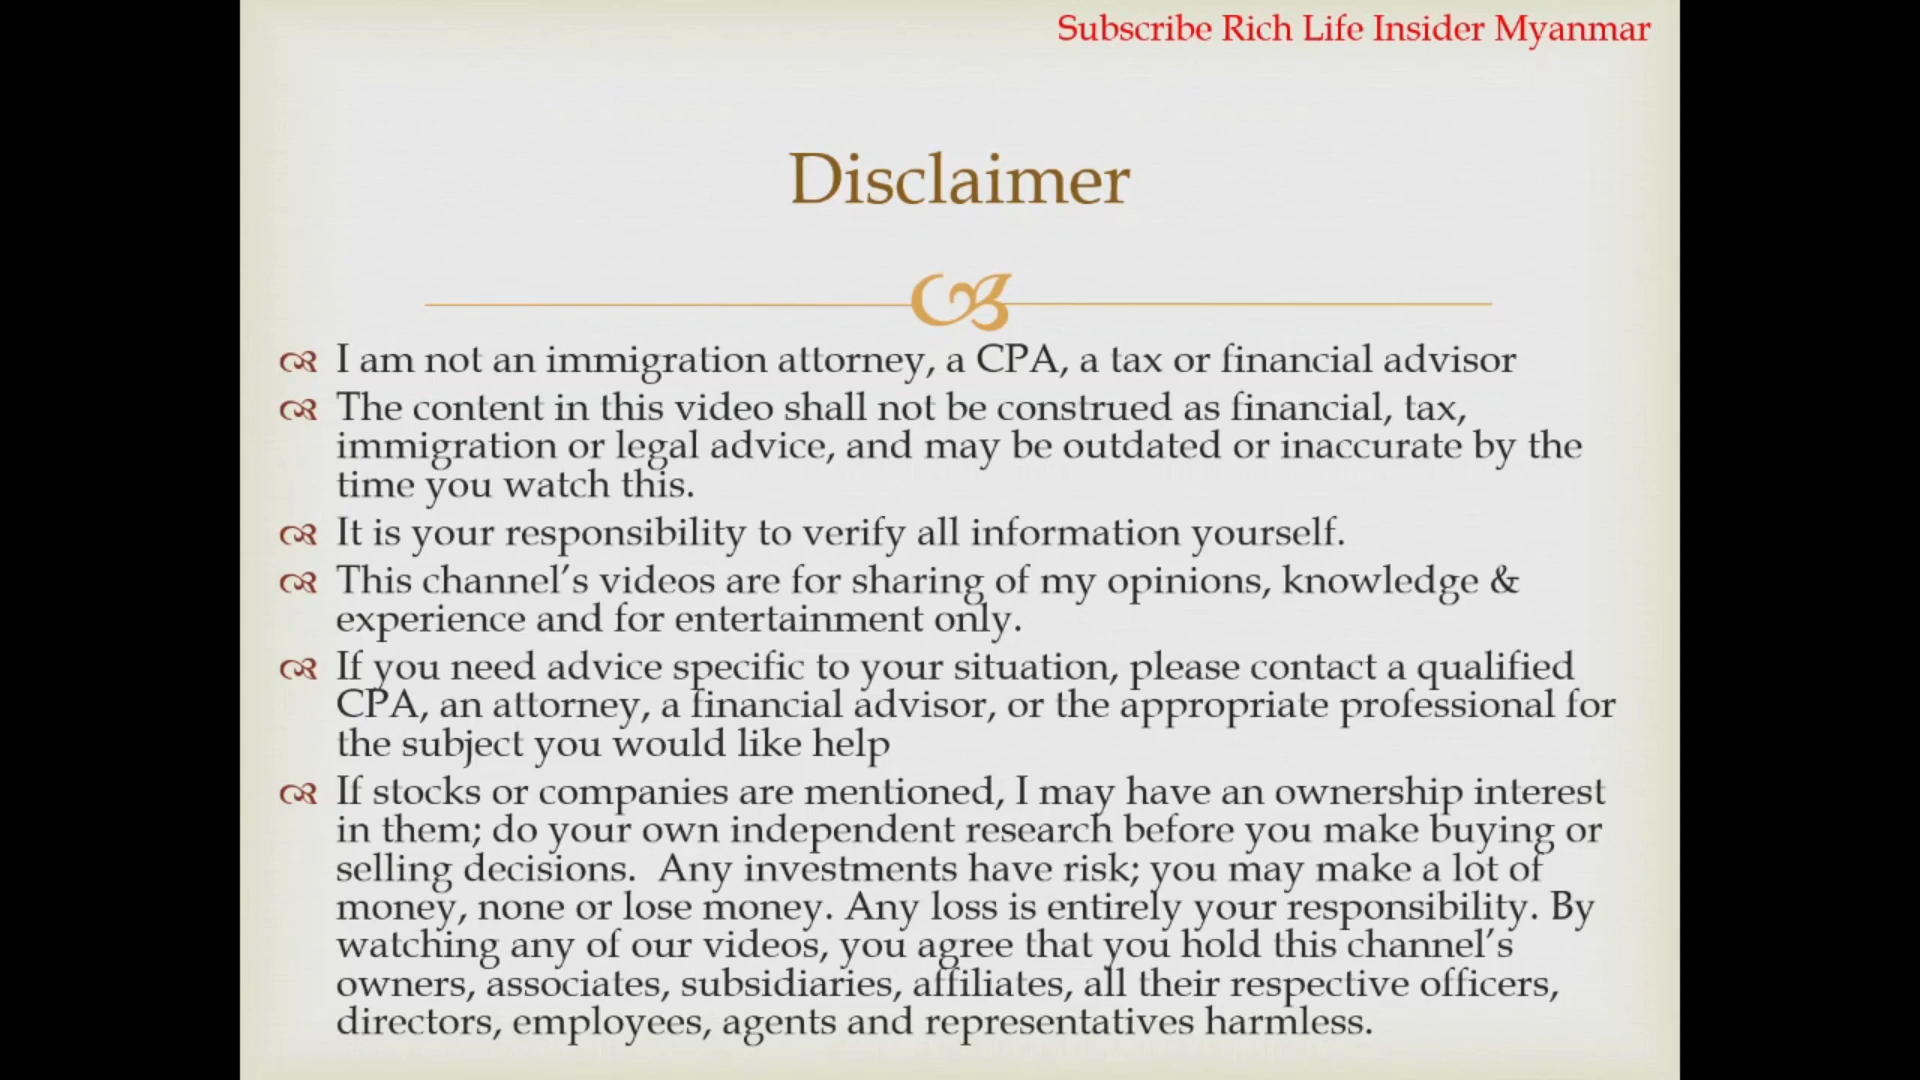 Subscribe Rich Life Insider Myanmar
Disclaimer
I am not an immigration attorney, a CPA, a tax or financial advisor
The content in this video shall not be construed as financial, tax,
immigration or legal advice, and may be outdated or inaccurate by the
time you watch this.
It is your responsibility to verify all information yourself.
This channel’s videos are for sharing of my opinions, knowledge &
experience and for entertainment only.
If you need advice specific to your situation, please contact a qualified
CPA, an attorney, a financial advisor, or the appropriate professional for
the subject you would like help
If stocks or companies are mentioned, I may have an ownership interest
in them; do your own independent research before you make buying or
selling decisions.  Any investments have risk; you may make a lot of
money, none or lose money. Any loss is entirely your responsibility. By
watching any of our videos, you agree that you hold this channel’s
owners, associates, subsidiaries, affiliates, all their respective officers,
directors, employees, agents and representatives harmless.